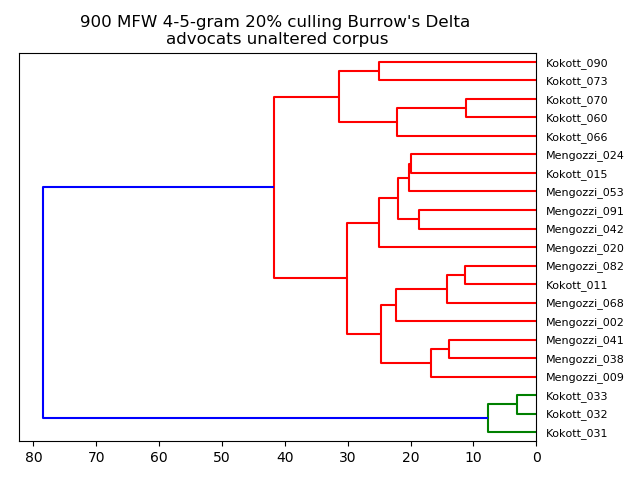 900 MFW 4-5-gram 20% culling Burrow's Delta
advocats unaltered corpus
Kokott_090
Kokott_073
Kokott_070
Kokott_060
Kokott_066
Mengozzi_024
Kokott_015
Mengozzi_053
Mengozzi_091
Mengozzi_042
Mengozzi_020
Mengozzi_082
Kokott_011
Mengozzi_068
Mengozzi_002
Mengozzi_041
Mengozzi_038
Mengozzi_009
Kokott_033
Kokott_032
Kokott_031
80 70 60 50 40 30 20 10 0